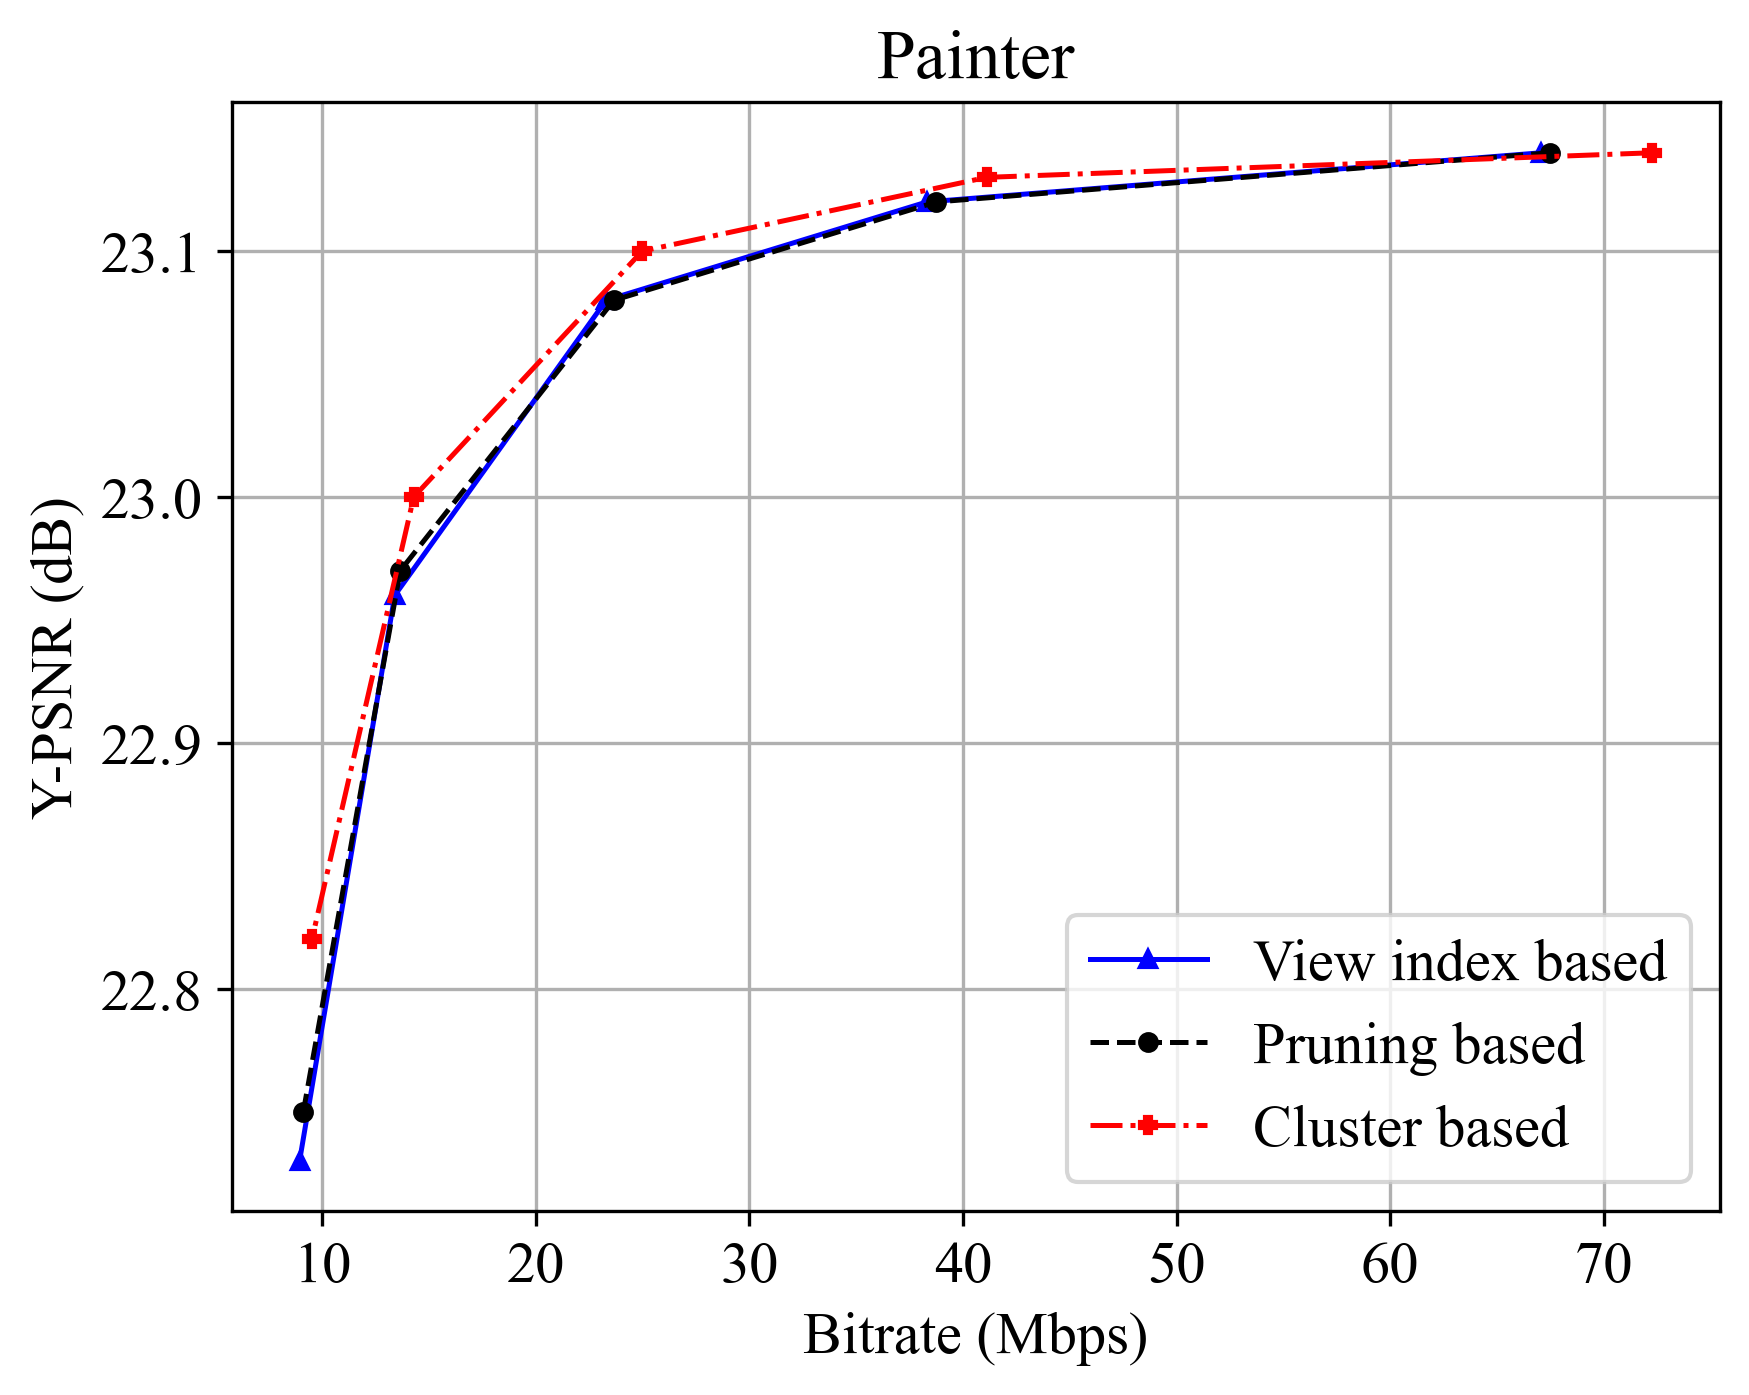 Painter
Y-PSNR (dB)
23.1
23.0
22.9
22.8
10 20 30 40 50 60 70
Bitrate (Mbps)
View index based
Pruning based
Cluster based